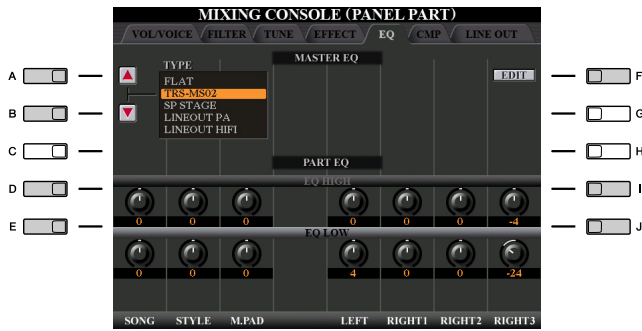 MIXING CONSOLE (PANEL PART)
VOL/VOICE FILTER TUNE EFFECT EQ CMP LINE OUT
MASTER EQ
TYPE
EDIT
FLAT
TRS-MS02
SP STAGE
LINEOUT PA
LINEOUT HIFI
PART EQ
EQ HIGH
0 0 0 0 0 0 -4
EQ LOW
0 0 0 4 0 0 -24
SONG STYLE M.PAD LEFT RIGHT1 RIGHT2 RIGHT3
A
B
C
D
E
F
G
H
I
J